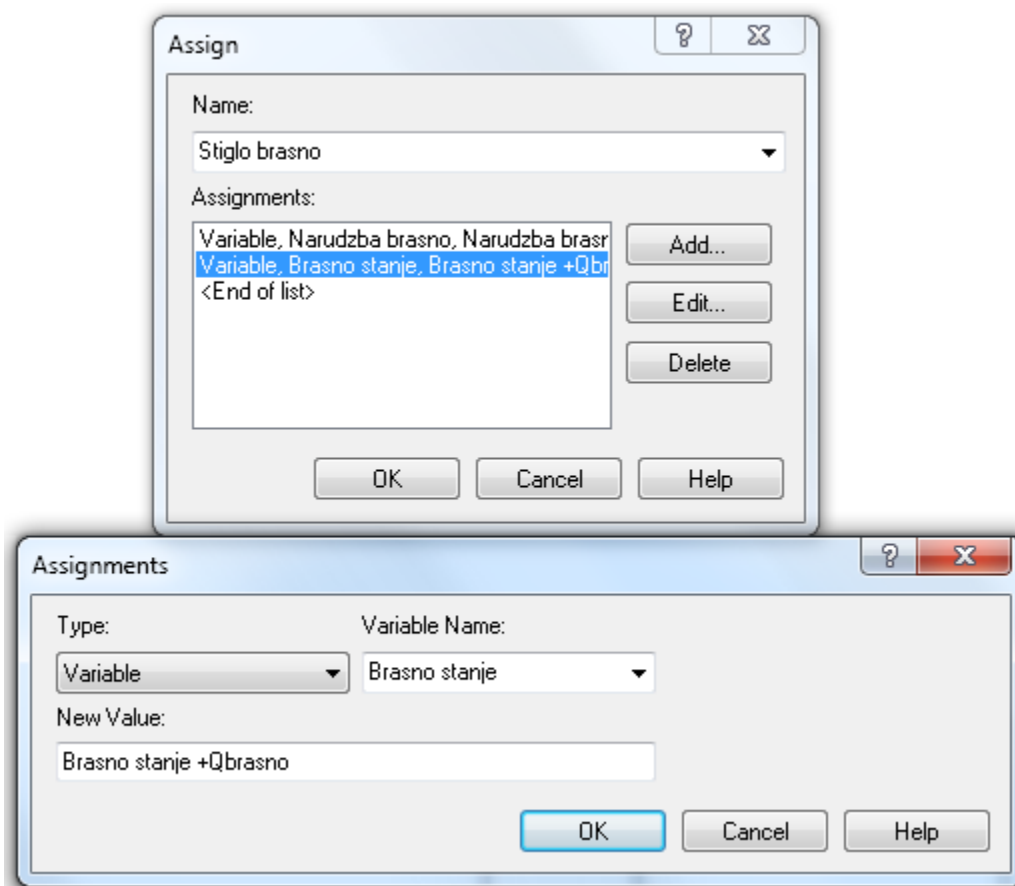 Assign
Name:
Stiglo brasno
Assignments:
Variable, Narudzba brasno, Narudzba brasr
Variable, Brasno stanje, Brasno stanje +Qbr
<End of list>
Add...
Edit...
Delete
OK Cancel Help
Assignments
Type: Variable Name:
Variable Brasno stanje
New Value:
Brasno stanje +Qbrasno
OK Cancel Help